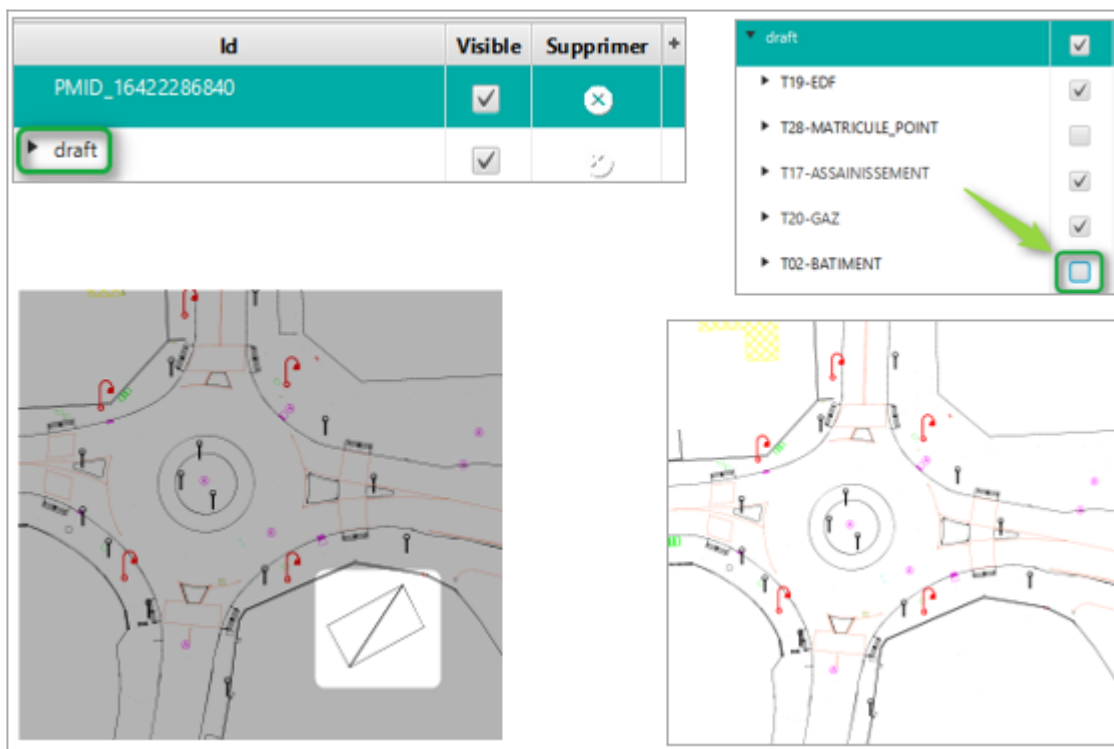 Id Visible Supprimer +
PMID_16422286840
draft
draft
T19-EDF
T28-MATRICULE_POINT
T17-ASSAINISSEMENT
T20-GAZ
T02-BATIMENT